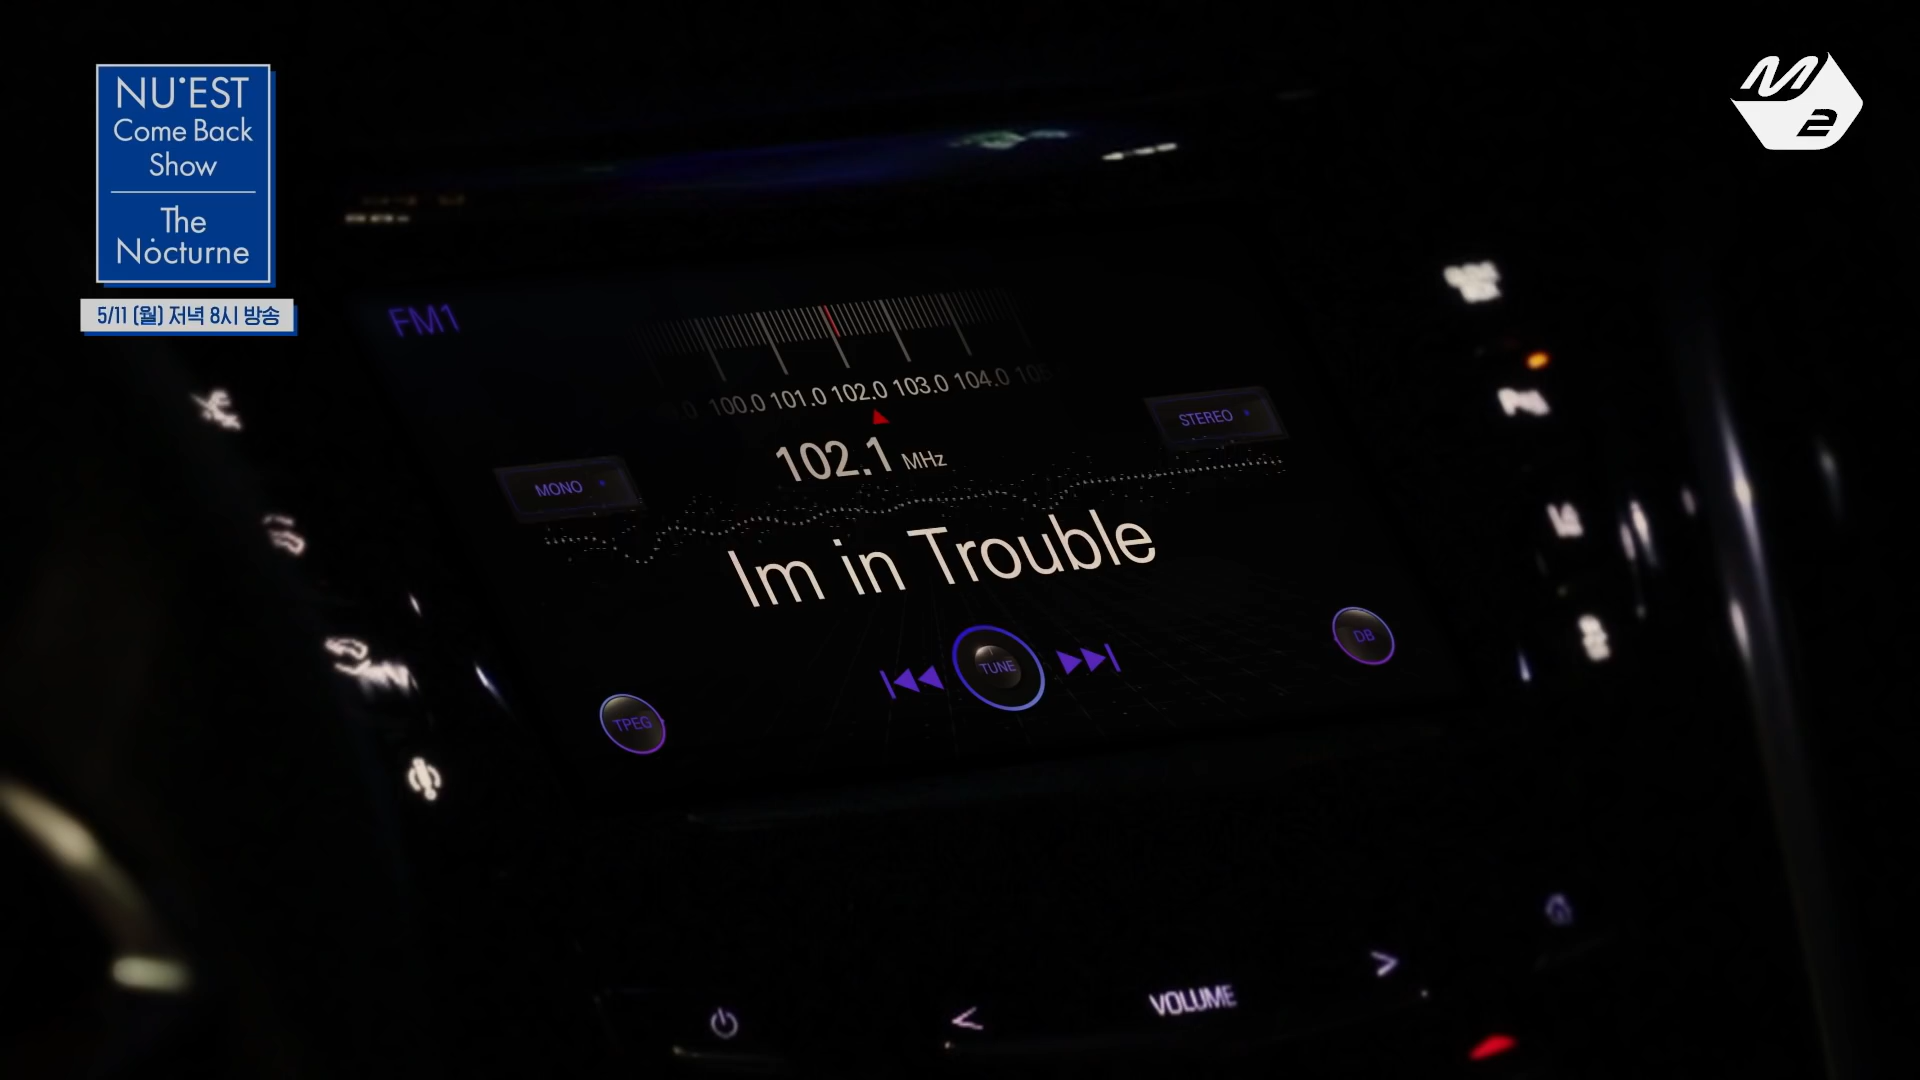 NU'EST
Come Back
Show
The
Nocturne
5/11 (월) 저녁 8시 방송
M2
FM1
100.0 101.0 102.0 103.0 104.0 105
102.1 MHz
STEREO
MONO
Im in Trouble
TUNE
DB
TPEG
VOLUME